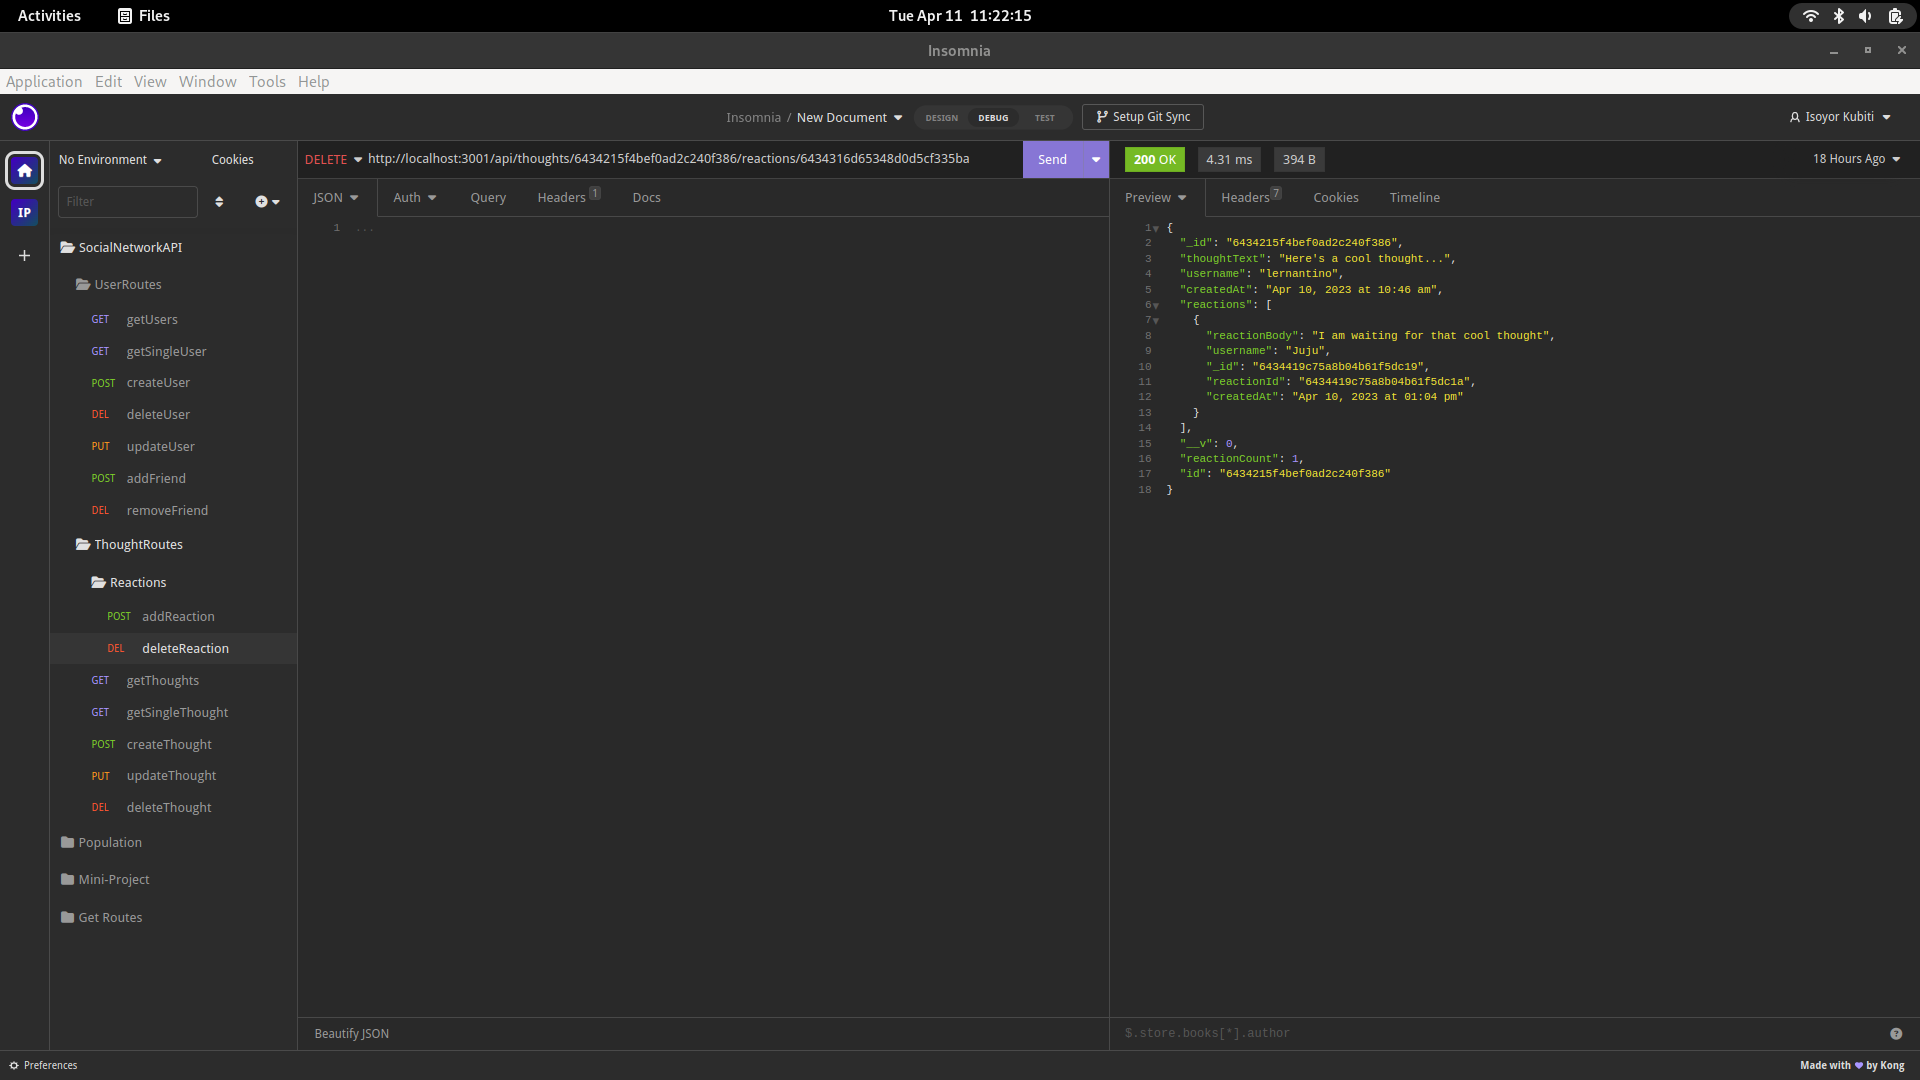 Activities Files Tue Apr 11 11:22:15
Insomnia
Application Edit View Window Tools Help
Insomnia / New Document DESIGN DEBUG TEST Setup Git Sync Isoyor Kubiti
No Environment Cookies
IP
Filter
SocialNetworkAPI
UserRoutes
GET getUsers
GET getSingleUser
POST createUser
DEL deleteUser
PUT updateUser
POST addFriend
DEL removeFriend
ThoughtRoutes
Reactions
POST addReaction
DEL deleteReaction
GET getThoughts
GET getSingleThought
POST createThought
PUT updateThought
DEL deleteThought
Population
Mini-Project
Get Routes
DELETE http://localhost:3001/api/thoughts/6434215f4bef0ad2c240f386/reactions/6434316d65348d0d5cf335ba Send
JSON Auth Query Headers 1 Docs
1 ...
Beautify JSON
200 OK 4.31 ms 394 B 18 Hours Ago
Preview Headers 7 Cookies Timeline
1 {
2 "_id": "6434215f4bef0ad2c240f386",
3 "thoughtText": "Here's a cool thought...",
4 "username": "lernantino",
5 "createdAt": "Apr 10, 2023 at 10:46 am",
6 "reactions": [
7 {
8 "reactionBody": "I am waiting for that cool thought",
9 "username": "Juju",
10 "_id": "6434419c75a8b04b61f5dc19",
11 "reactionId": "6434419c75a8b04b61f5dc1a",
12 "createdAt": "Apr 10, 2023 at 01:04 pm"
13 }
14 ],
15 "__v": 0,
16 "reactionCount": 1,
17 "id": "6434215f4bef0ad2c240f386"
18 }
$.store.books[*].author
Preferences
Made with by Kong